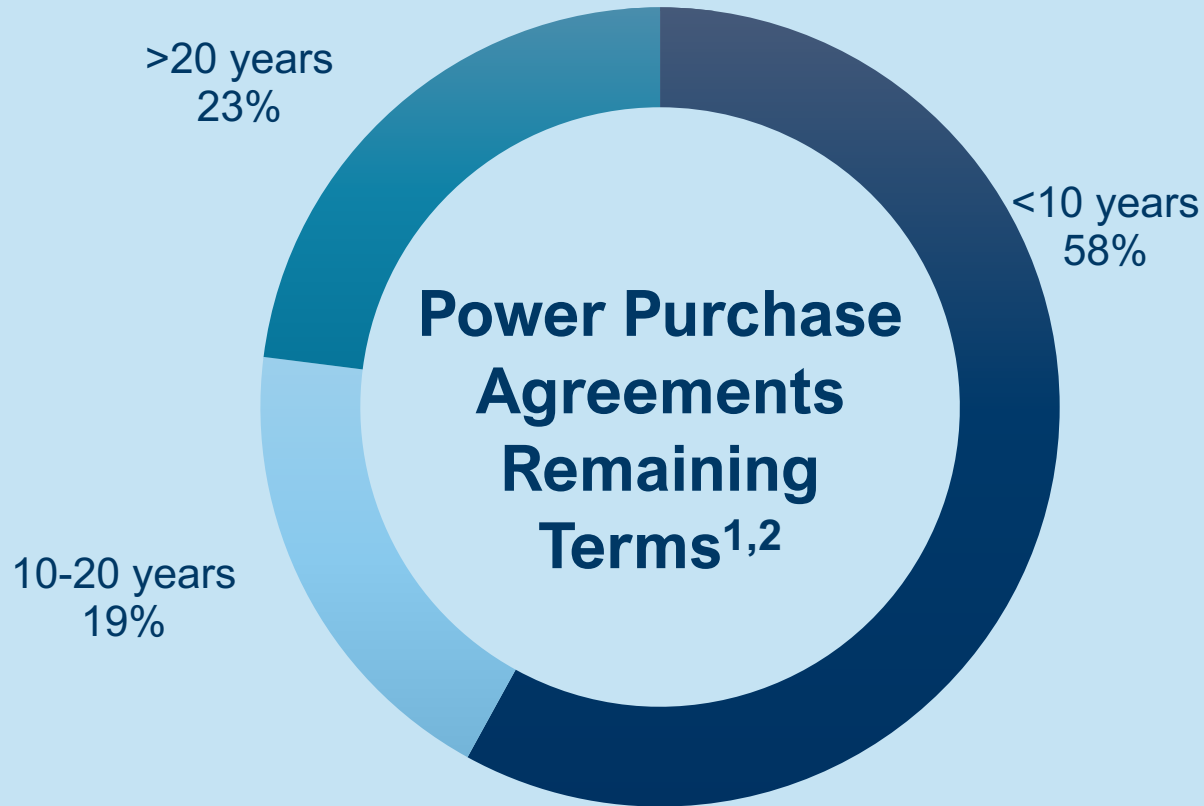 >20 years
23%
<10 years
58%
Power Purchase
Agreements
Remaining
Terms1,2
10-20 years
19%